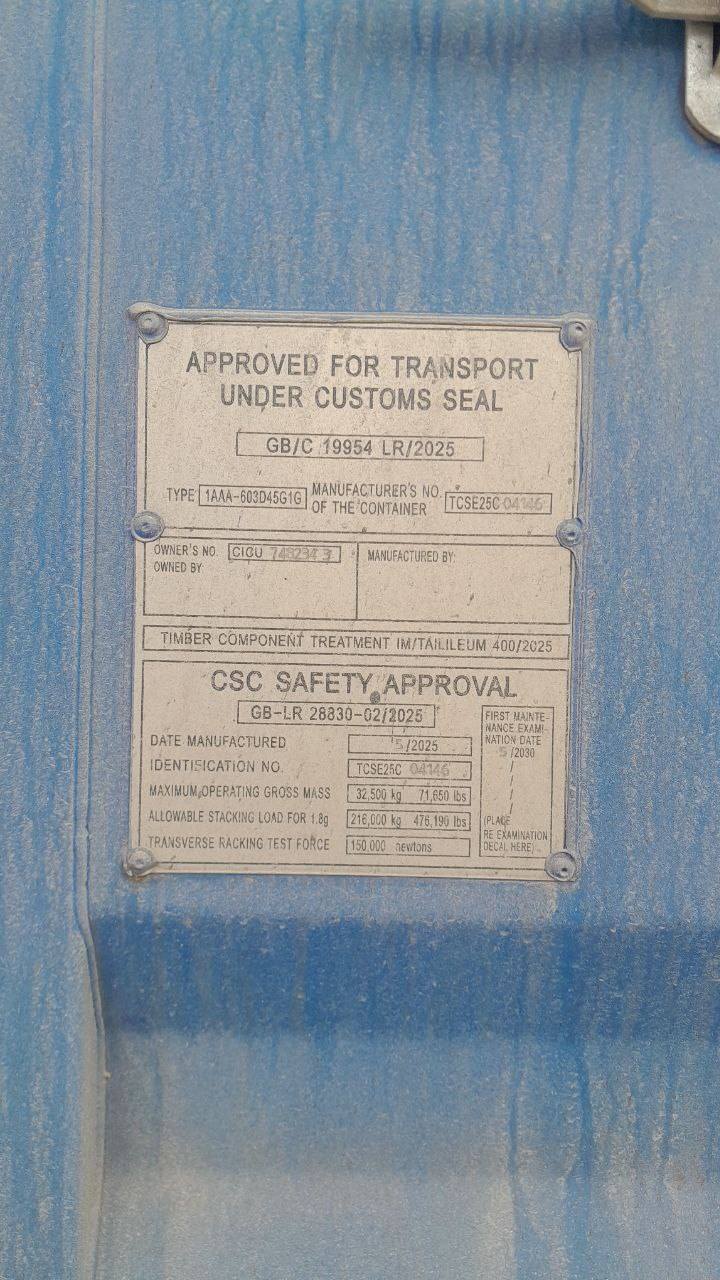 APPROVED FOR TRANSPORT
UNDER CUSTOMS SEAL
GB/C 19954 LR/2025
TYPE 1AAA-603D45G1G MANUFACTURER'S NO. OF THE CONTAINER TCSE25C 04146
OWNER'S NO. CICU 748234 3
OWNED BY:
MANUFACTURED BY:
TIMBER COMPONENT TREATMENT IM/TAILILEUM 400/2025
CSC SAFETY APPROVAL
GB-LR 28830-02/2025
DATE MANUFACTURED 5/2025
IDENTISICATION NO. TCSE25C 04146
MAXIMUM OPERATING GROSS MASS 32,500 kg 71,650 lbs
ALLOWABLE STACKING LOAD FOR 1.8g 216,000 kg 476,190 lbs
TRANSVERSE RACKING TEST FORCE 150,000 newtons
FIRST MAINTE-
NANCE EXAMI-
NATION DATE
5/2030
/
/
/
/
(PLACE
RE EXAMINATION
DECAL HERE)